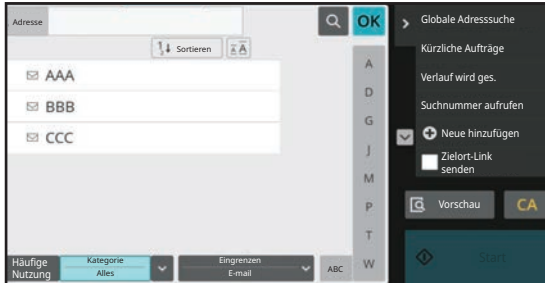 Adresse
OK
Sortieren
AAA
BBB
CCC
A
D
G
J
M
P
T
W
Häufige
Nutzung
Kategorie
Alles
Eingrenzen
E-mail
ABC
Globale Adresssuche
Kürzliche Aufträge
Verlauf wird ges.
Suchnummer aufrufen
Neue hinzufügen
Zielort-Link
senden
Vorschau
CA
Start